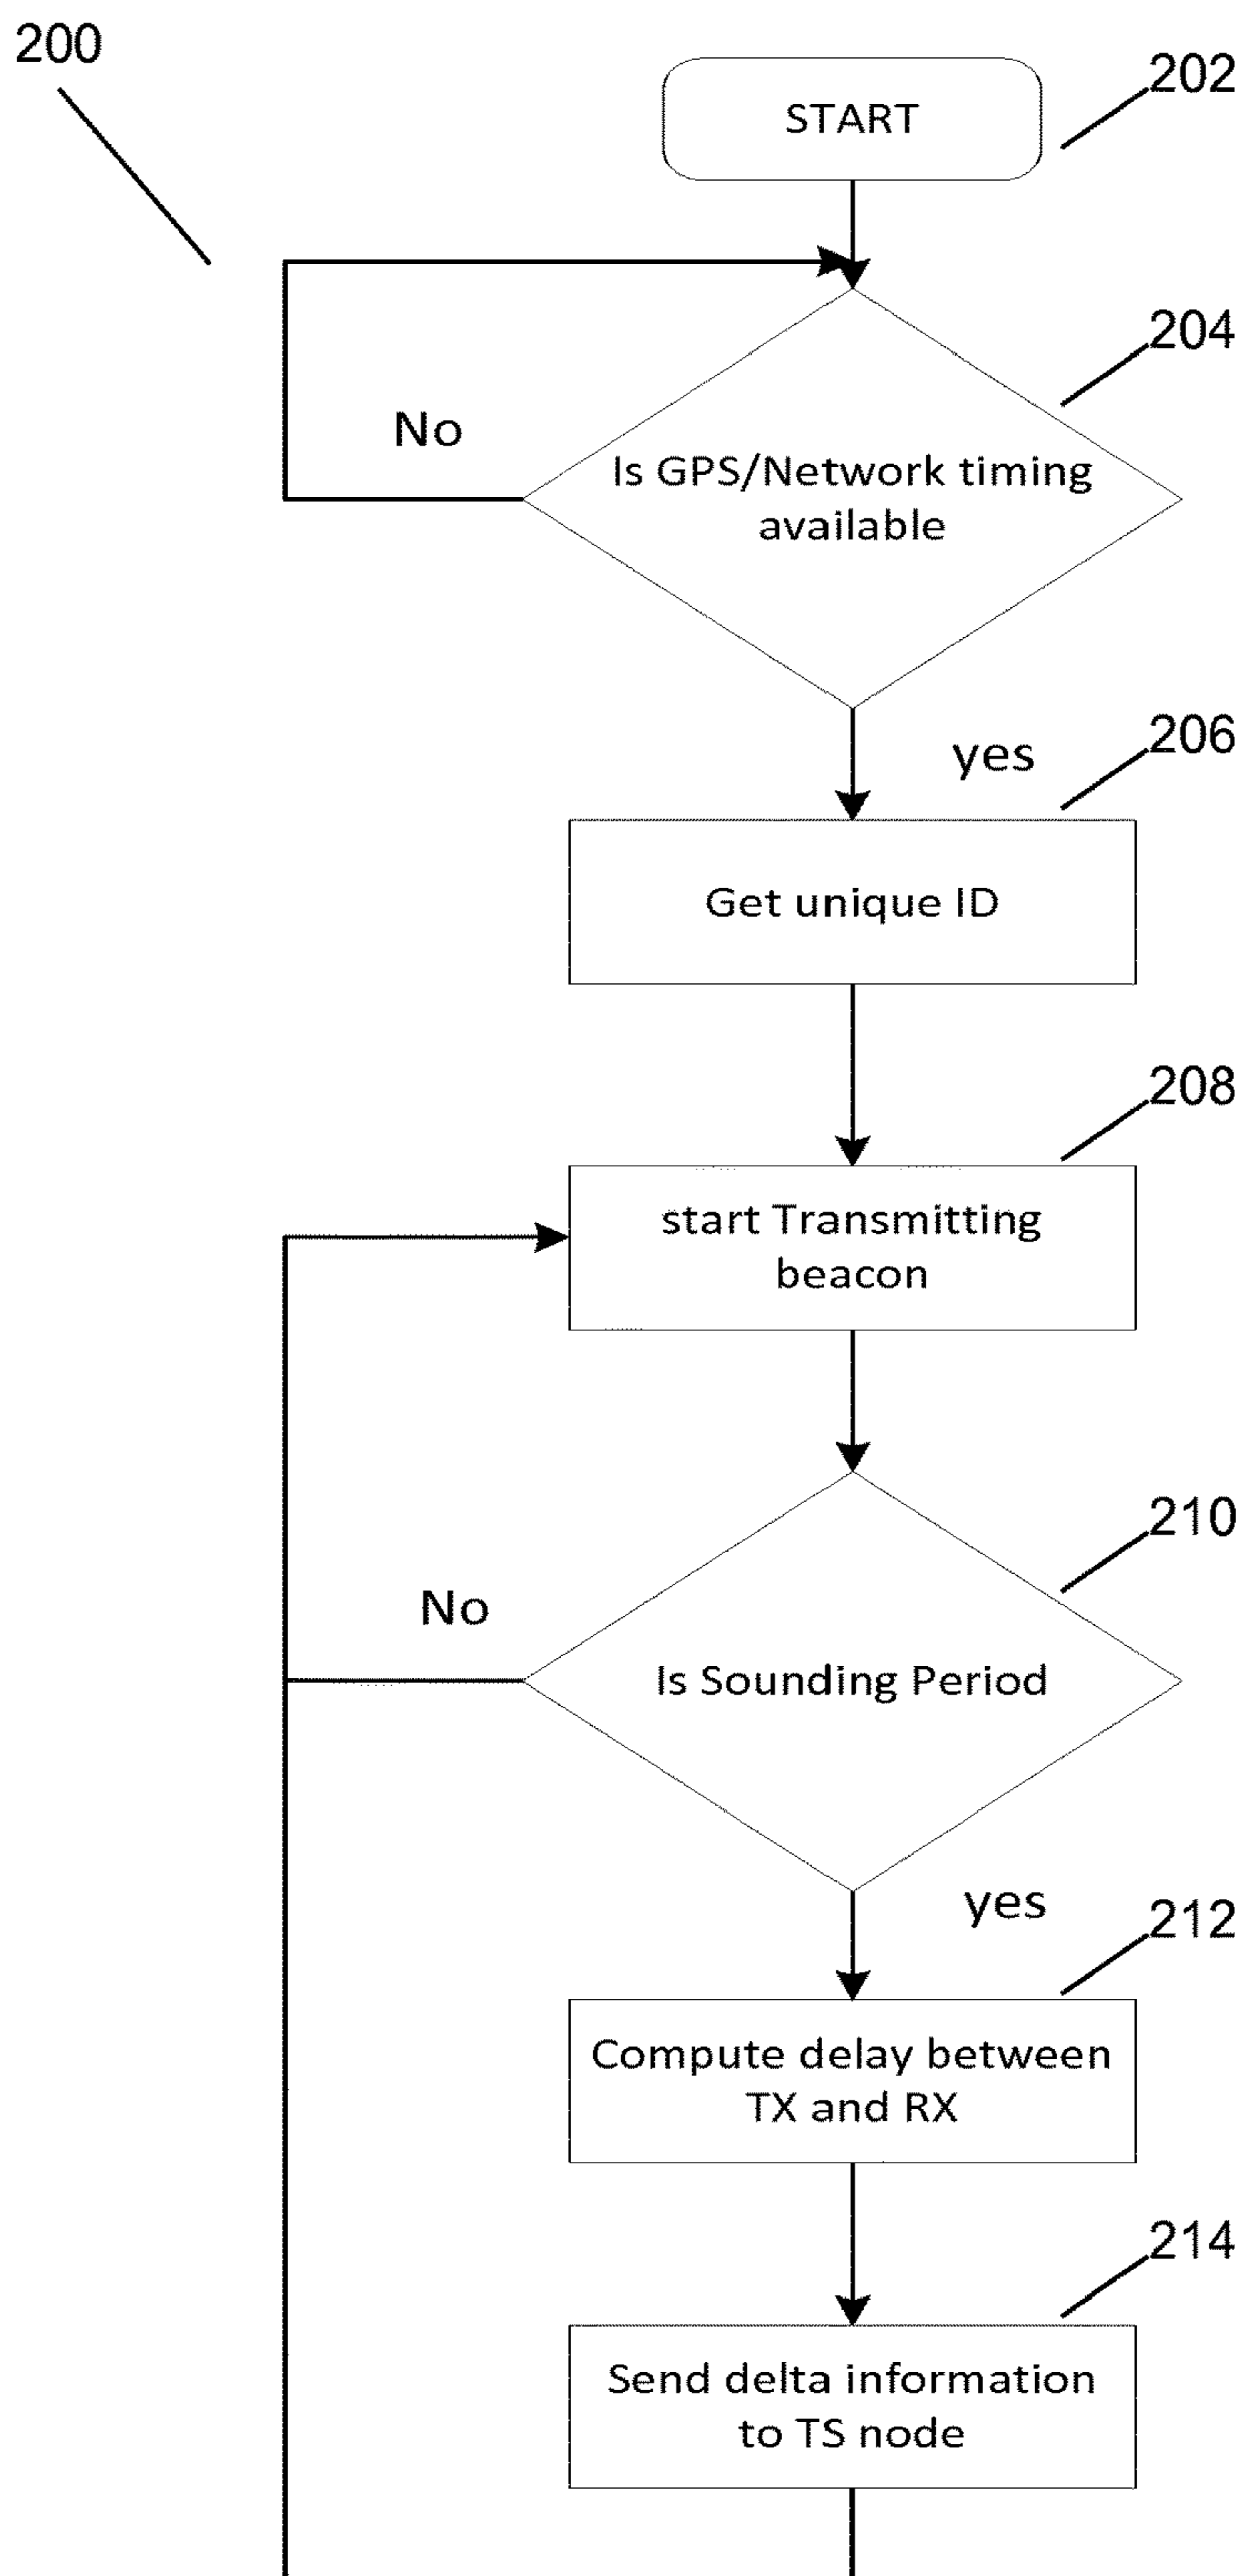 200
START
202
204
No
Is GPS/Network timing
available
yes
206
Get unique ID
208
start Transmitting
beacon
210
No
Is Sounding Period
yes
212
Compute delay between
TX and RX
214
Send delta information
to TS node